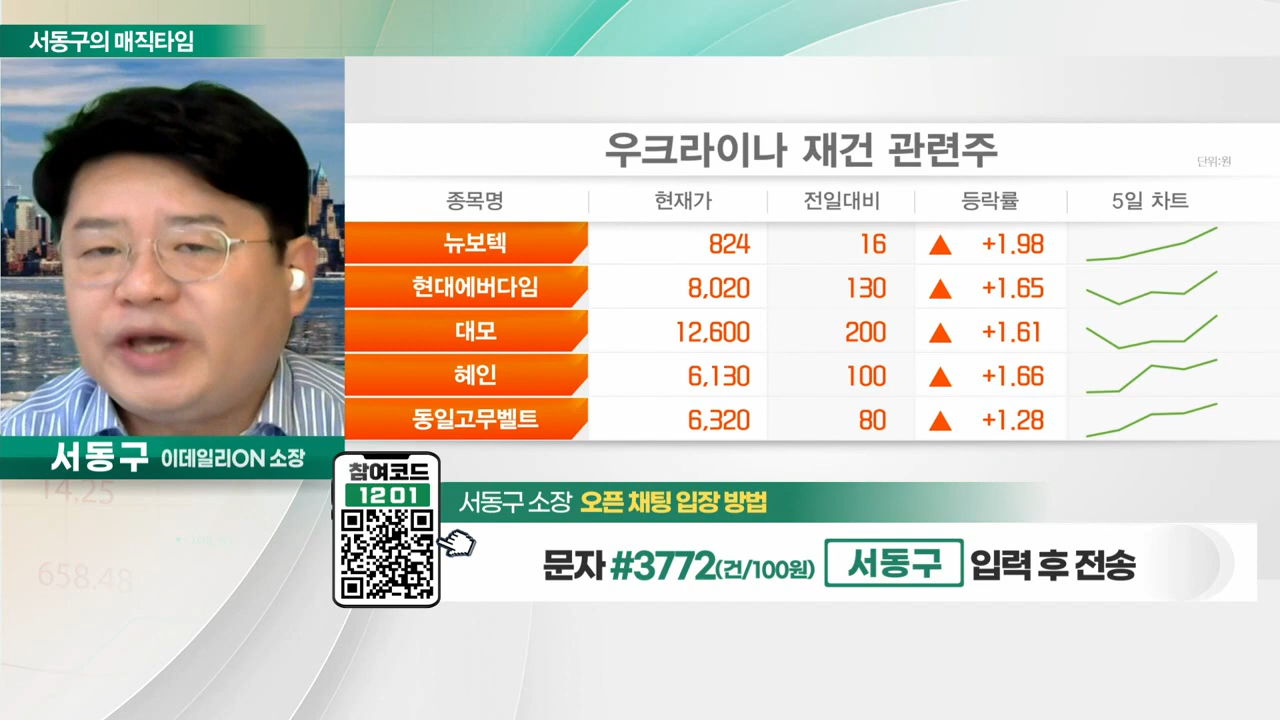 서동구의 매직타임
우크라이나 재건 관련주
단위:원
종목명 현재가 전일대비 등락률 5일 차트
뉴보텍 824 16 ▲ +1.98
현대에버다임 8,020 130 ▲ +1.65
대모 12,600 200 ▲ +1.61
혜인 6,130 100 ▲ +1.66
동일고무벨트 6,320 80 ▲ +1.28
서동구 이데일리ON 소장
14.25
658.48
참여코드
1201
서동구 소장 오픈 채팅 입장 방법
문자 #3772(건/100원) 서동구 입력 후 전송